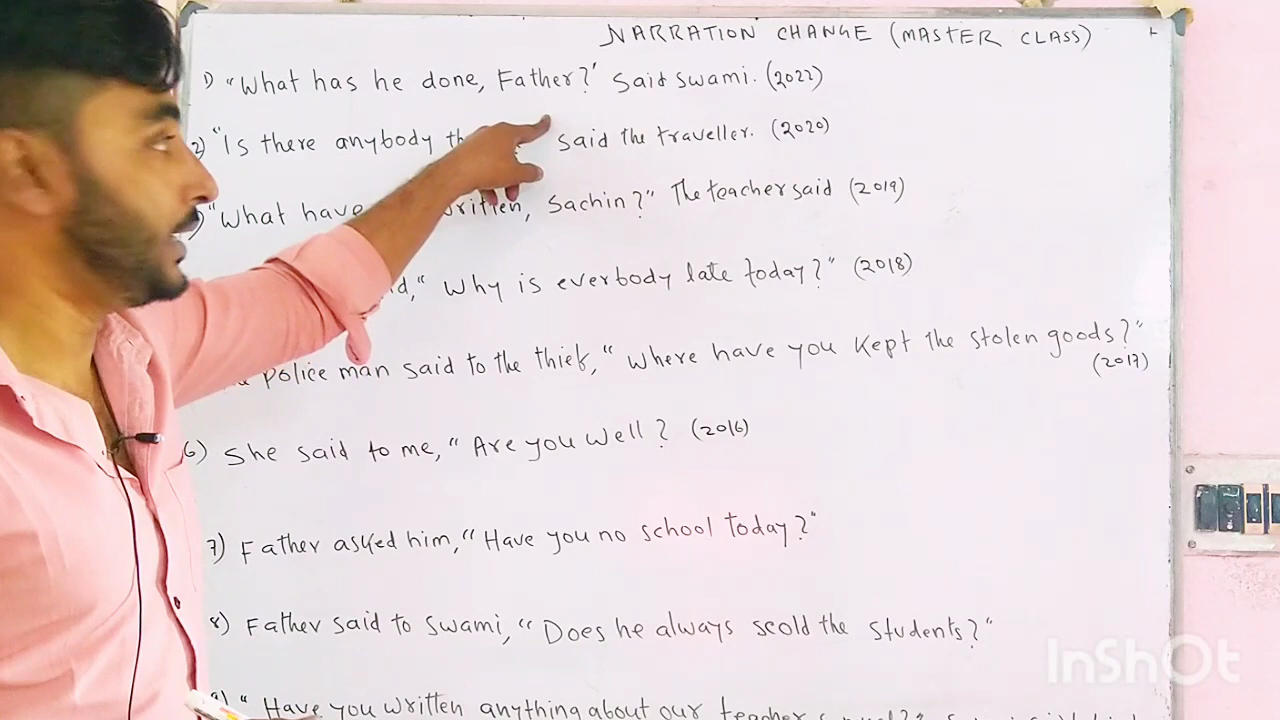 NARRATION CHANGE (MASTER CLASS)
1) "What has he done, Father?' Said Swami. (2022)
2) "Is there anybody Said the traveller. (2020)
"What have written, Sachin?" The teacher said (2019)
"Why is everbody late today?" (2018)
Police man said to the thief, "Where have you kept the stolen goods?"
(2017)
6) She said to me, "Are you well? (2016)
7) Father asked him, "Have you no school today?"
8) Father said to Swami, "Does he always scold the students?"
" Have you written anything about our
InShOt